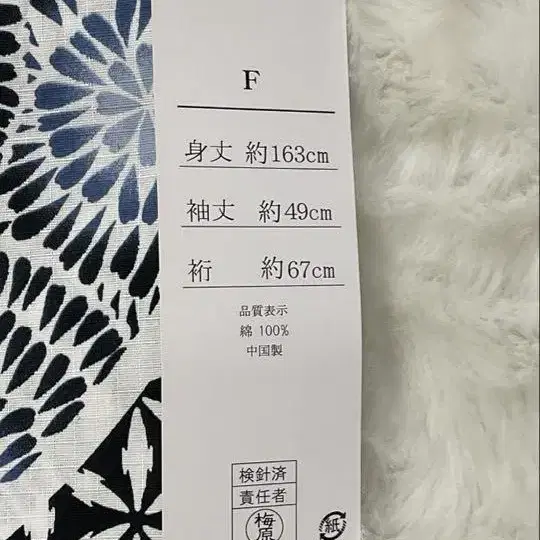 F
身丈 約163cm
袖丈 約49cm
裄 約67cm
品質表示
綿 100%
中国製
検針済
責任者
梅原
紙